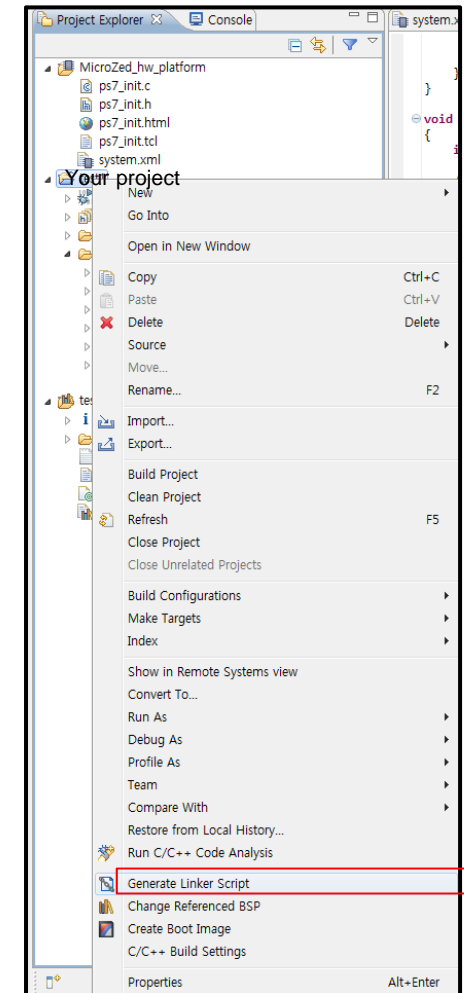 Project Explorer Console system.x
MicroZed_hw_platform
ps7_init.c
ps7_init.h
ps7_init.html
ps7_init.tcl
system.xml
}
}
void
{
Your project
New
Go Into
Open in New Window
Copy Ctrl+C
Paste Ctrl+V
Delete Delete
Source
Move...
Rename... F2
tes
Import...
Export...
Build Project
Clean Project
Refresh F5
Close Project
Close Unrelated Projects
Build Configurations
Make Targets
Index
Show in Remote Systems view
Convert To...
Run As
Debug As
Profile As
Team
Compare With
Restore from Local History...
Run C/C++ Code Analysis
Generate Linker Script
Change Referenced BSP
Create Boot Image
C/C++ Build Settings
Properties Alt+Enter